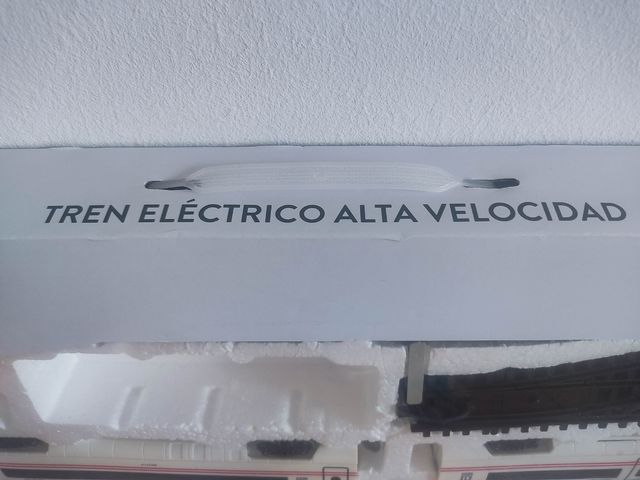 TREN ELÉCTRICO ALTA VELOCIDAD